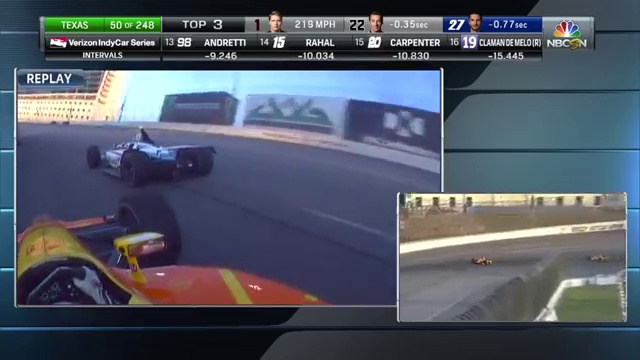 TEXAS 50 OF 248 TOP 3 1 219 MPH 22 -0.35sec 27 -0.77sec
Verizon IndyCar Series 13 98 ANDRETTI 14 15 RAHAL 15 20 CARPENTER 16 19 CLAMAN DE MELO (R)
INTERVALS -9.246 -10.034 -10.830 -15.445
NBCSN
REPLAY